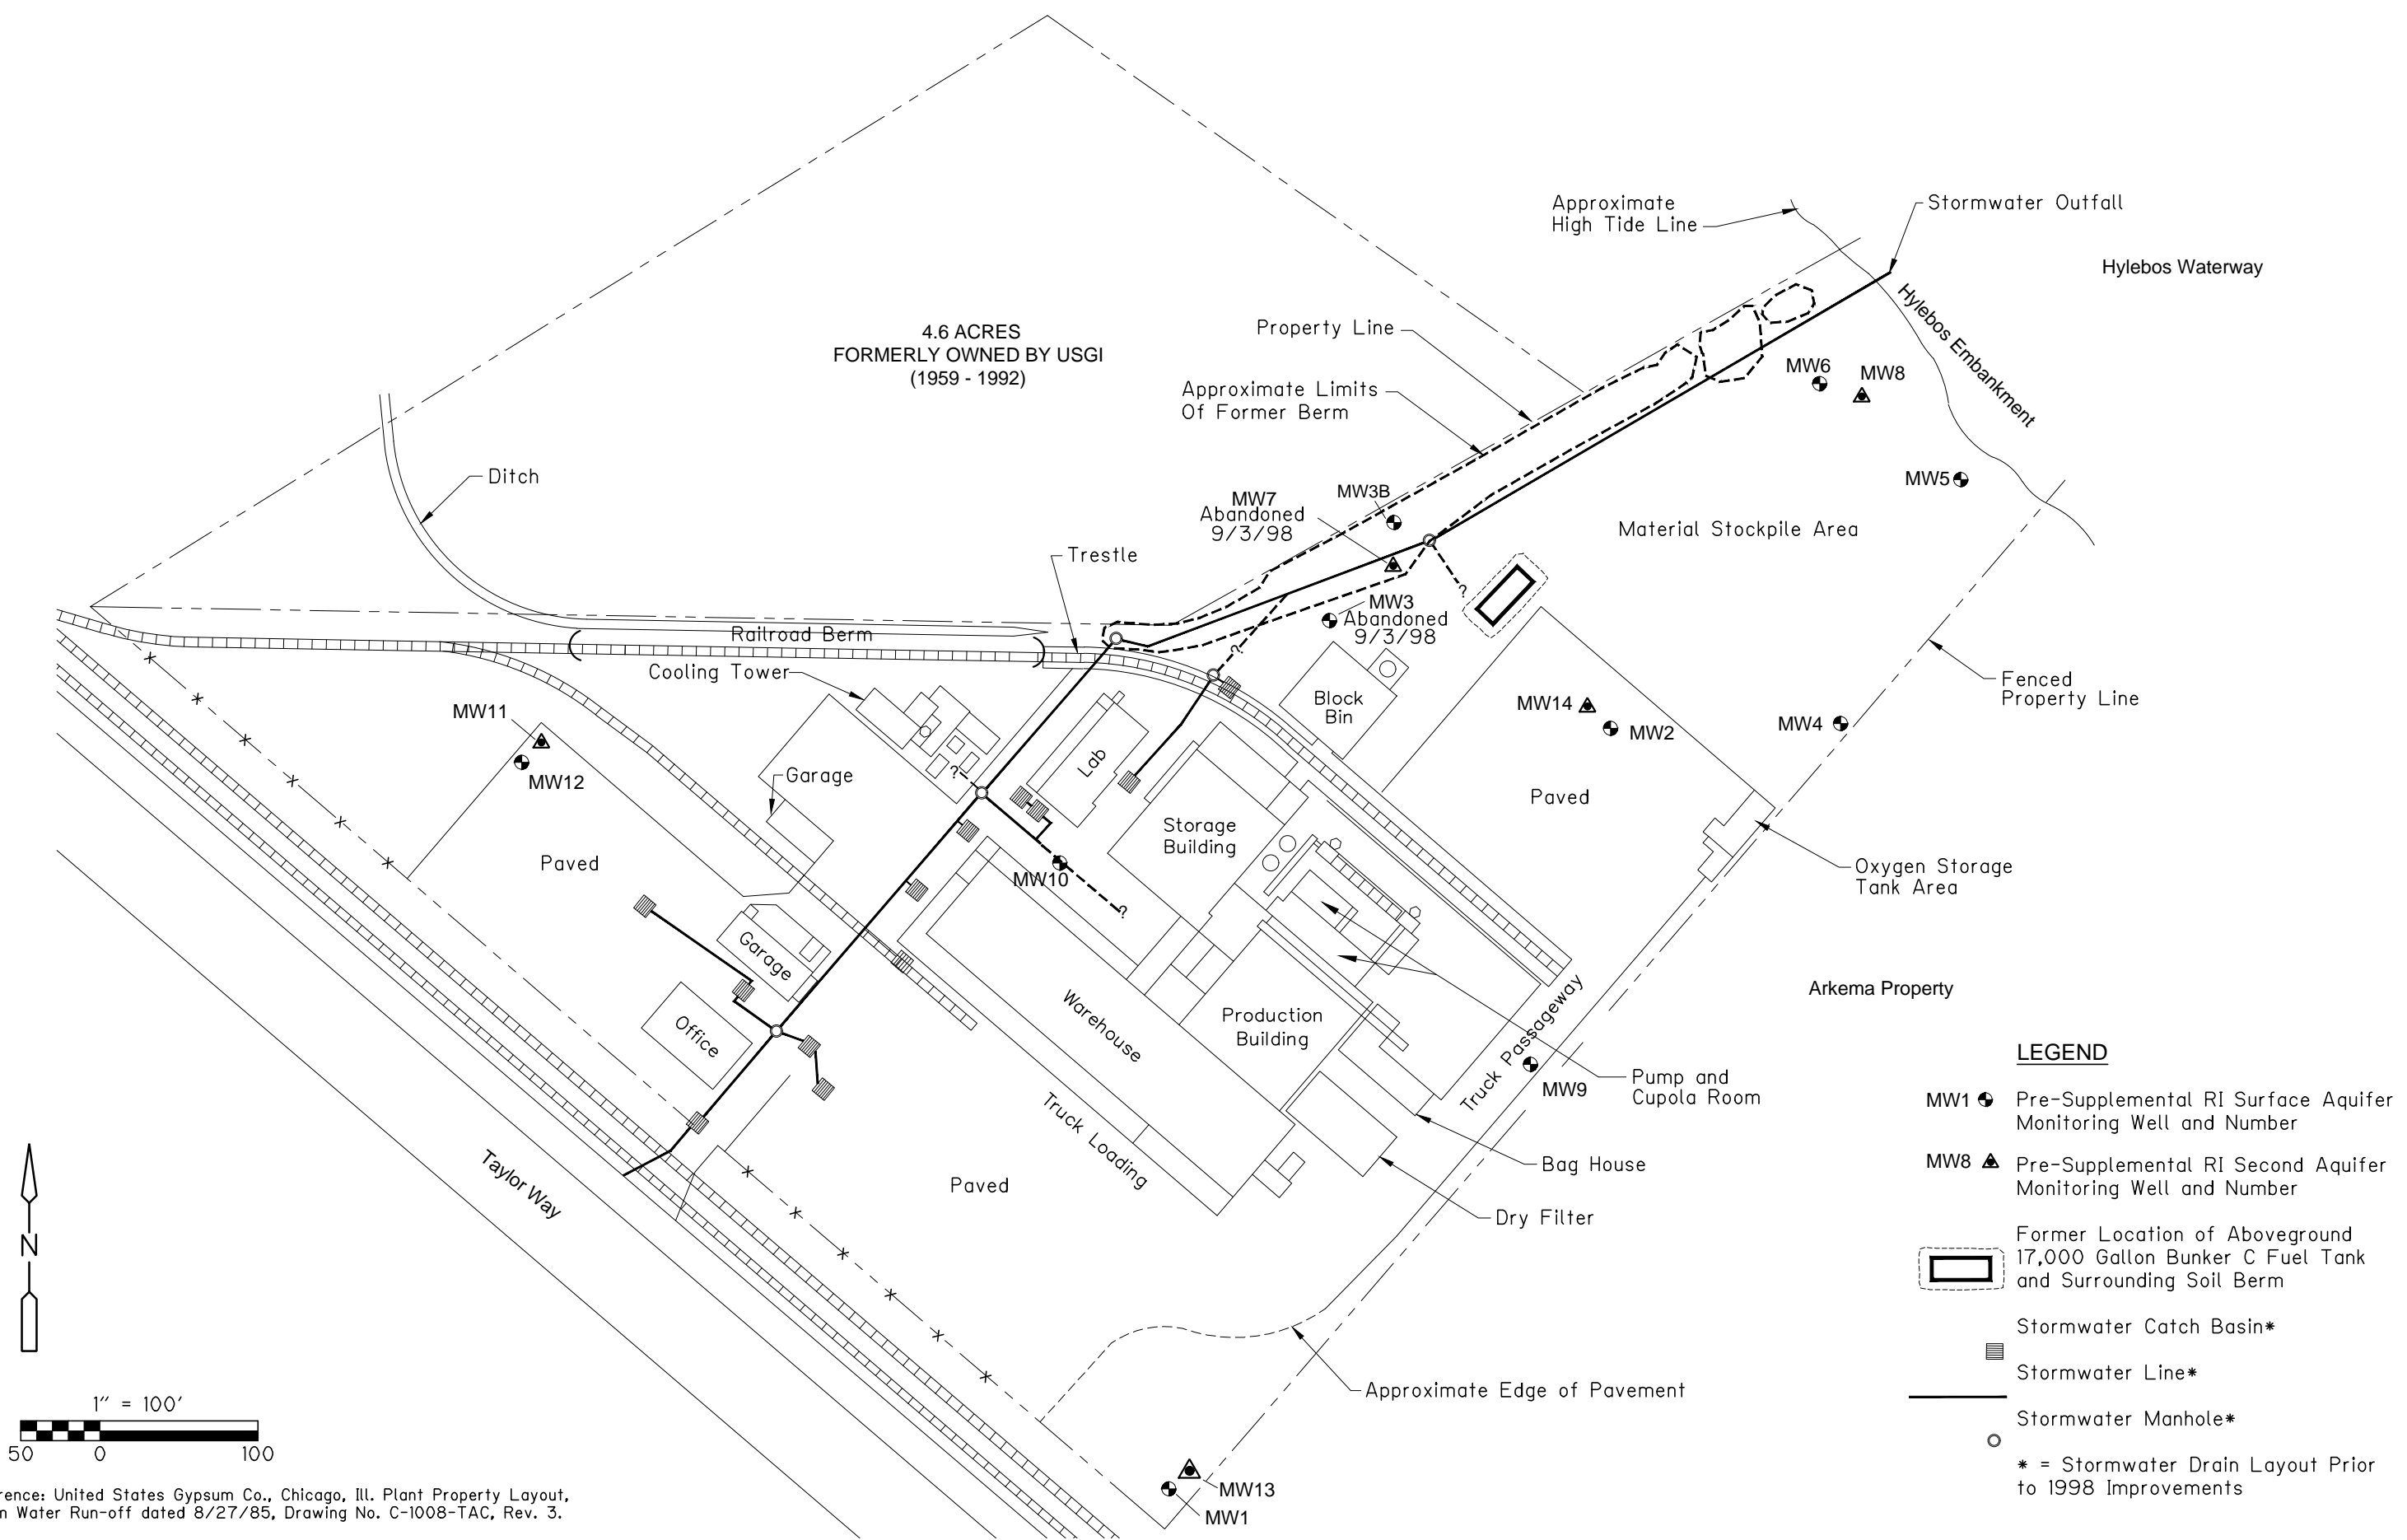 Approximate
High Tide Line
Stormwater Outfall
Hylebos Waterway
Hylebos Embankment
4.6 ACRES
FORMERLY OWNED BY USGI
(1959 - 1992)
Property Line
Approximate Limits
Of Former Berm
MW6
MW8
MW5
Ditch
MW7
Abandoned
9/3/98
MW3B
Material Stockpile Area
Trestle
?
MW3
Abandoned
9/3/98
Railroad Berm
?
Cooling Tower
Fenced
Property Line
Block
Bin
MW11
MW14
MW2
MW4
MW12
Garage
?
Lab
Paved
Storage
Building
Paved
MW10
?
Oxygen Storage
Tank Area
Garage
Office
Warehouse
Production
Building
Truck Passageway
Arkema Property
MW9
Pump and
Cupola Room
Truck Loading
Bag House
Dry Filter
Paved
Taylor Way
N
Approximate Edge of Pavement
MW13
MW1
1" = 100'
50 0 100
rence: United States Gypsum Co., Chicago, Ill. Plant Property Layout,
n Water Run-off dated 8/27/85, Drawing No. C-1008-TAC, Rev. 3.
LEGEND
MW1 Pre-Supplemental RI Surface Aquifer
Monitoring Well and Number
MW8 Pre-Supplemental RI Second Aquifer
Monitoring Well and Number
Former Location of Aboveground
17,000 Gallon Bunker C Fuel Tank
and Surrounding Soil Berm
Stormwater Catch Basin*
Stormwater Line*
Stormwater Manhole*
* = Stormwater Drain Layout Prior
to 1998 Improvements